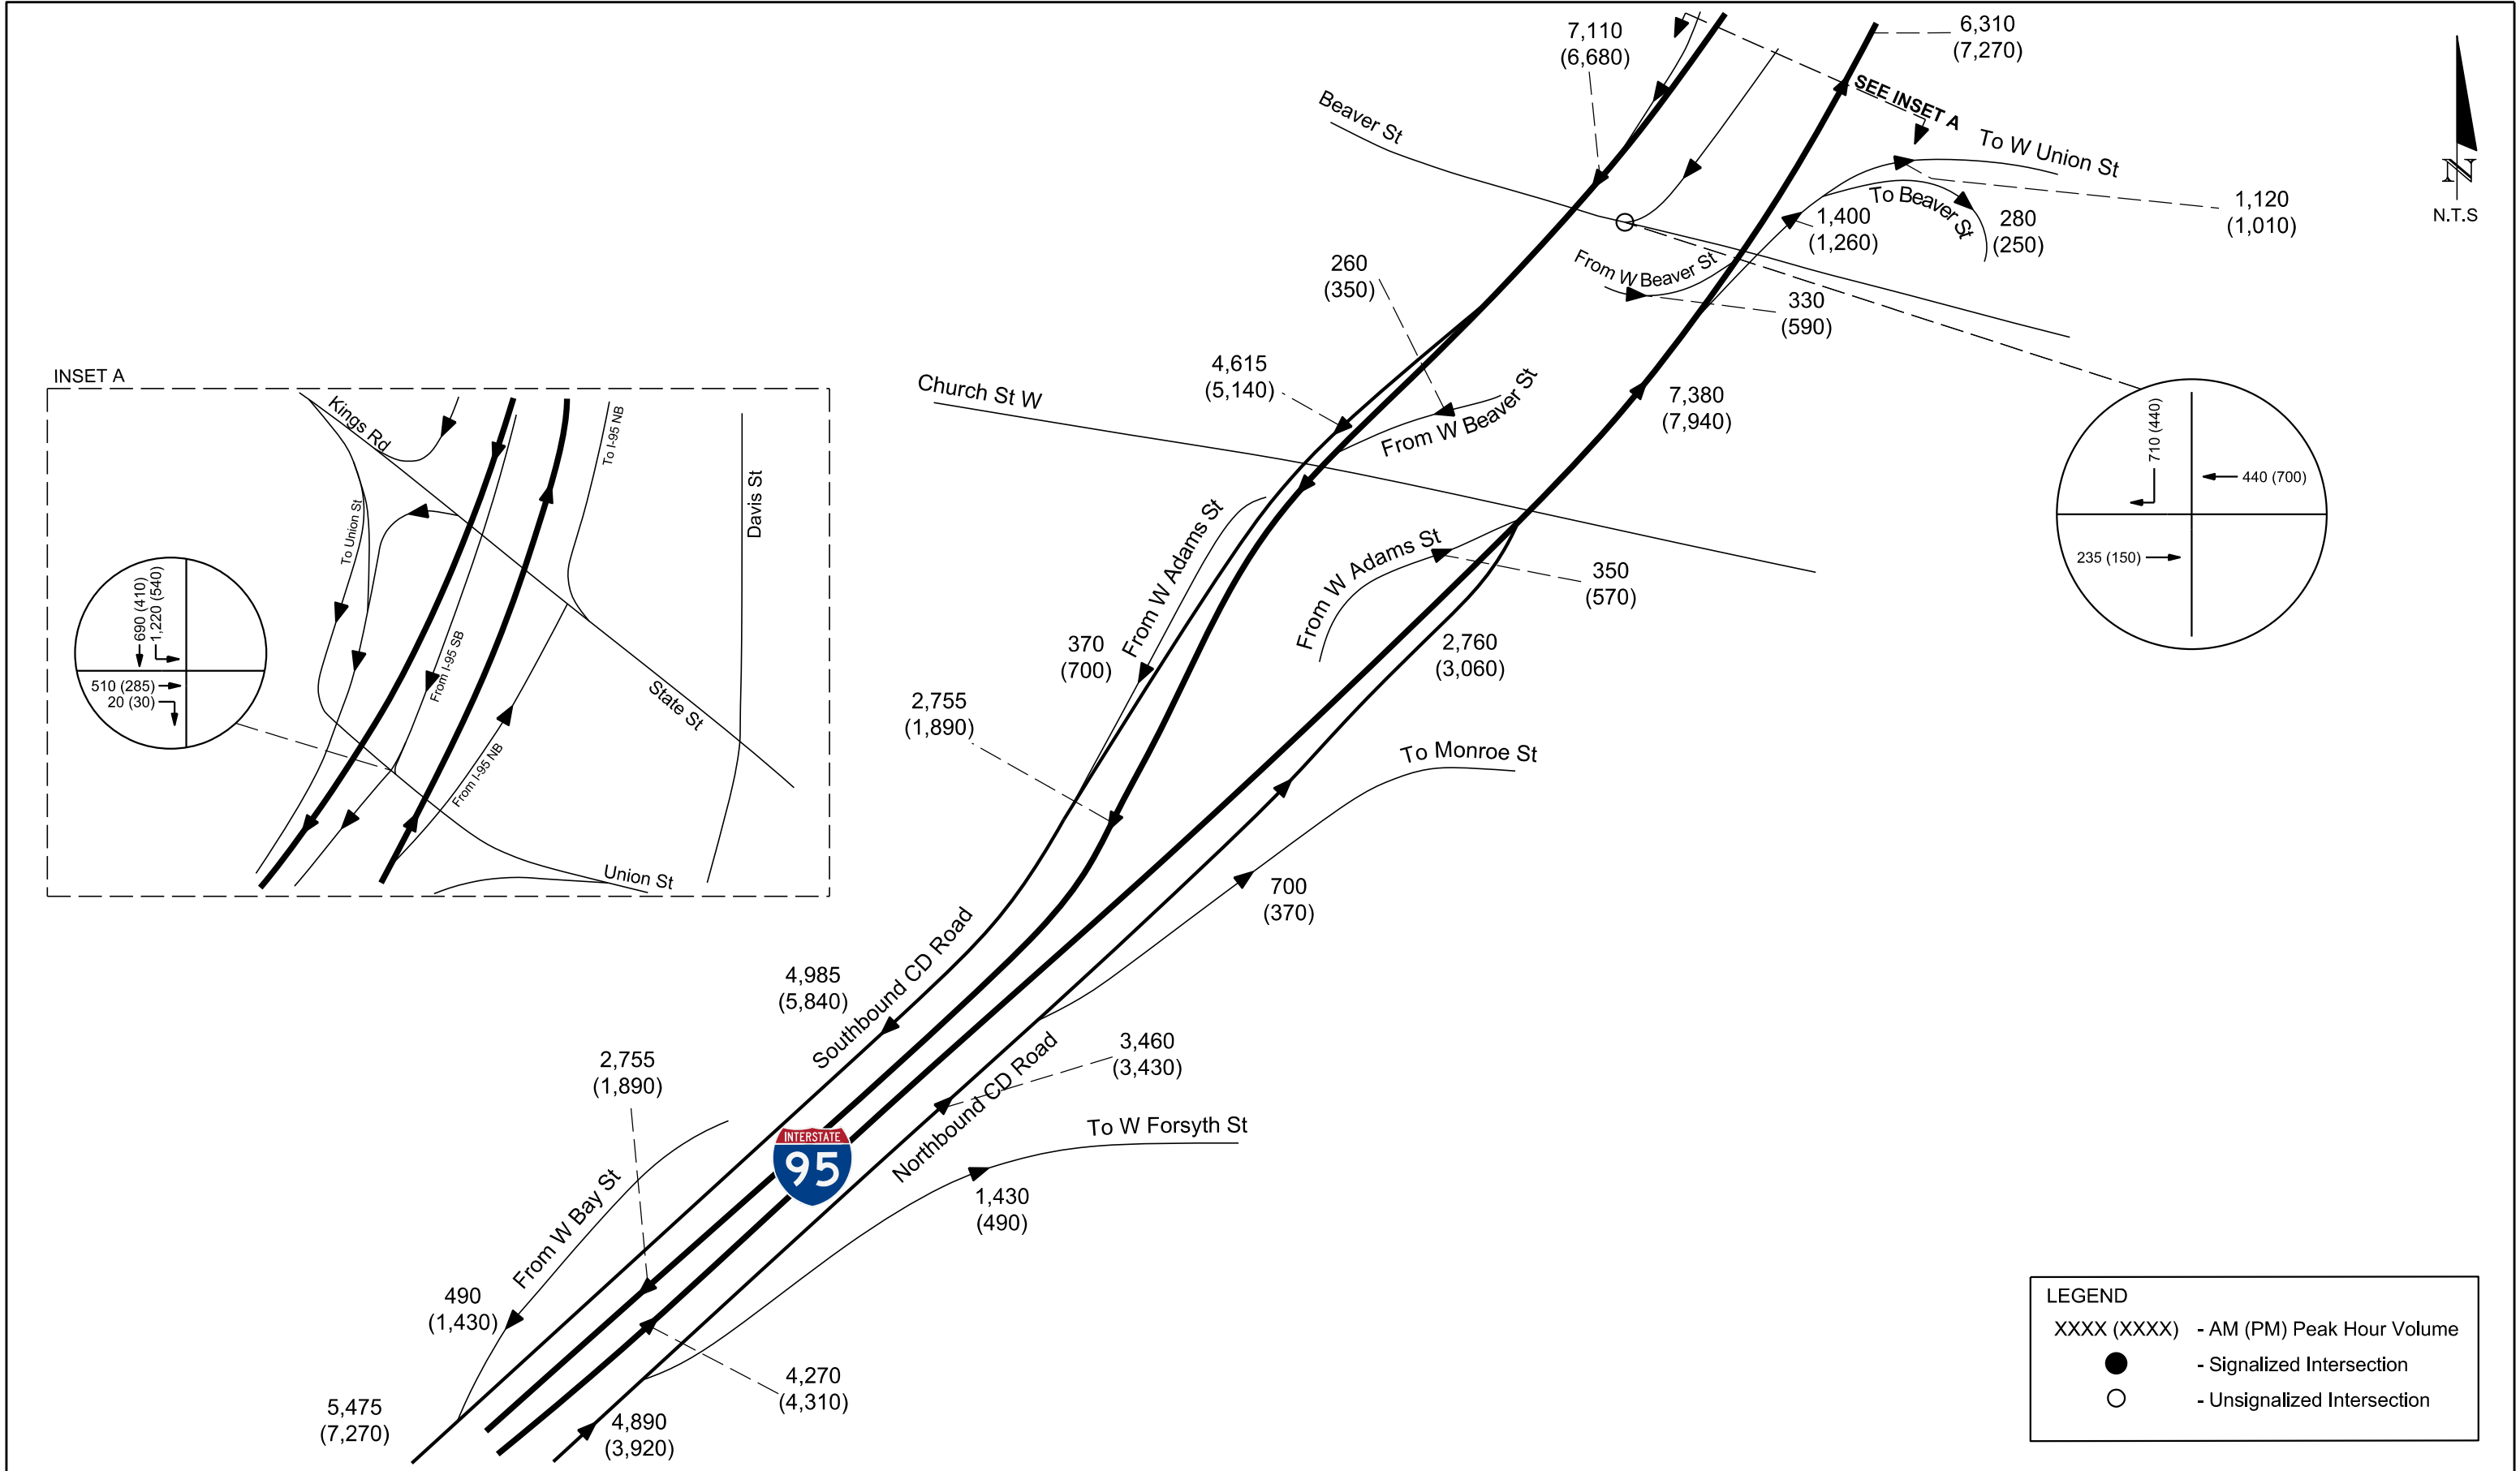 7,110
(6,680)
6,310
(7,270)
SEE INSET A
Beaver St
To W Union St
N
N.T.S
1,120
(1,010)
To Beaver St
1,400
(1,260)
280
(250)
From W Beaver St
330
(590)
260
(350)
4,615
(5,140)
From W Beaver St
Church St W
7,380
(7,940)
710 (440)
440 (700)
235 (150)
INSET A
Kings Rd
To I-95 NB
Davis St
To Union St
From I-95 SB
690 (410)
1,220 (540)
510 (285)
20 (30)
State St
From I-95 NB
Union St
From W Adams St
370
(700)
From W Adams St
350
(570)
2,760
(3,060)
2,755
(1,890)
To Monroe St
700
(370)
4,985
(5,840)
Southbound CD Road
3,460
(3,430)
Northbound CD Road
2,755
(1,890)
INTERSTATE
95
To W Forsyth St
1,430
(490)
From W Bay St
490
(1,430)
4,270
(4,310)
5,475
(7,270)
4,890
(3,920)
LEGEND
XXXX (XXXX) - AM (PM) Peak Hour Volume
- Signalized Intersection
- Unsignalized Intersection